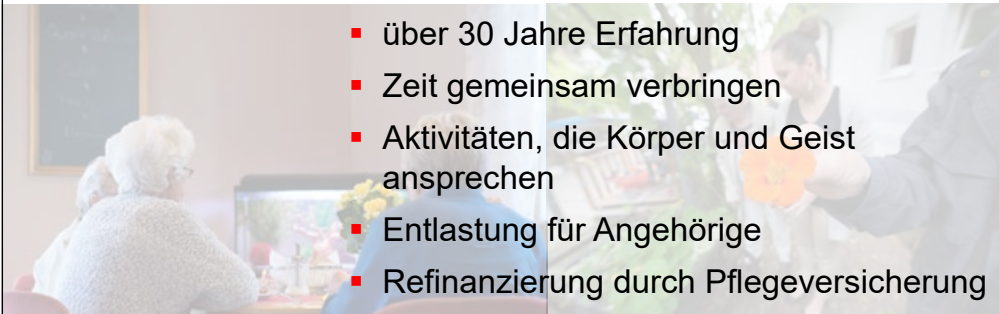 ▪ über 30 Jahre Erfahrung
▪ Zeit gemeinsam verbringen
▪ Aktivitäten, die Körper und Geist
ansprechen
▪ Entlastung für Angehörige
▪ Refinanzierung durch Pflegeversicherung